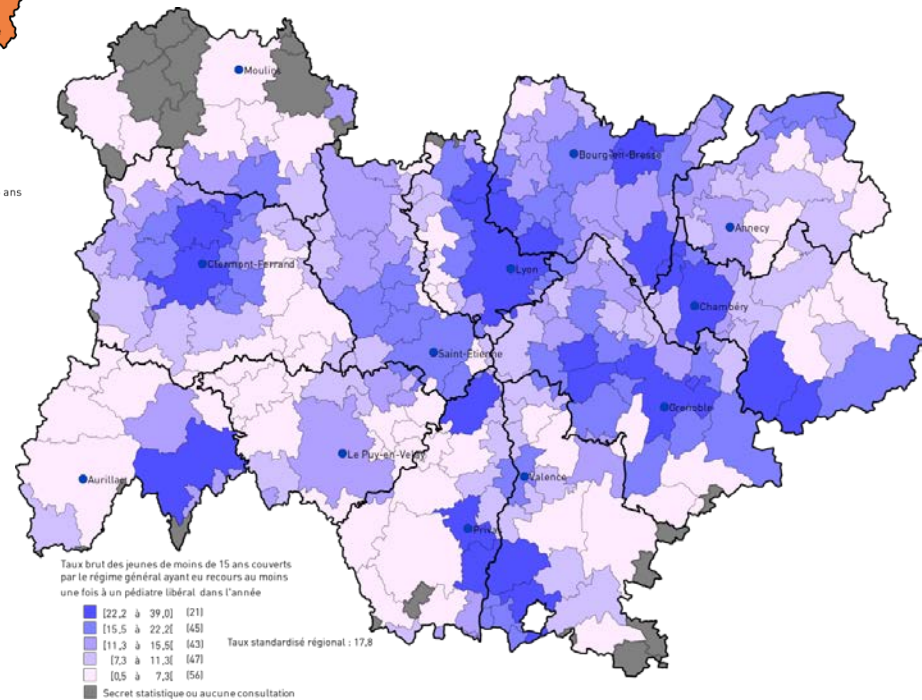 ans
Moulins
Bourg-en-Bresse
Annecy
Clermont-Ferrand
Lyon
Chambéry
Saint-Etienne
Grenoble
Le Puy-en-Velay
Aurillac
Valence
Privas
Taux brut des jeunes de moins de 15 ans couverts
par le régime général ayant eu recours au moins
une fois à un pédiatre libéral dans l'année
[22,2 à 39,0] (21)
[15,5 à 22,2[ (45)
[11,3 à 15,5[ (43)
[7,3 à 11,3[ (47)
[0,5 à 7,3[ (56)
Taux standardisé régional : 17,8
Secret statistique ou aucune consultation